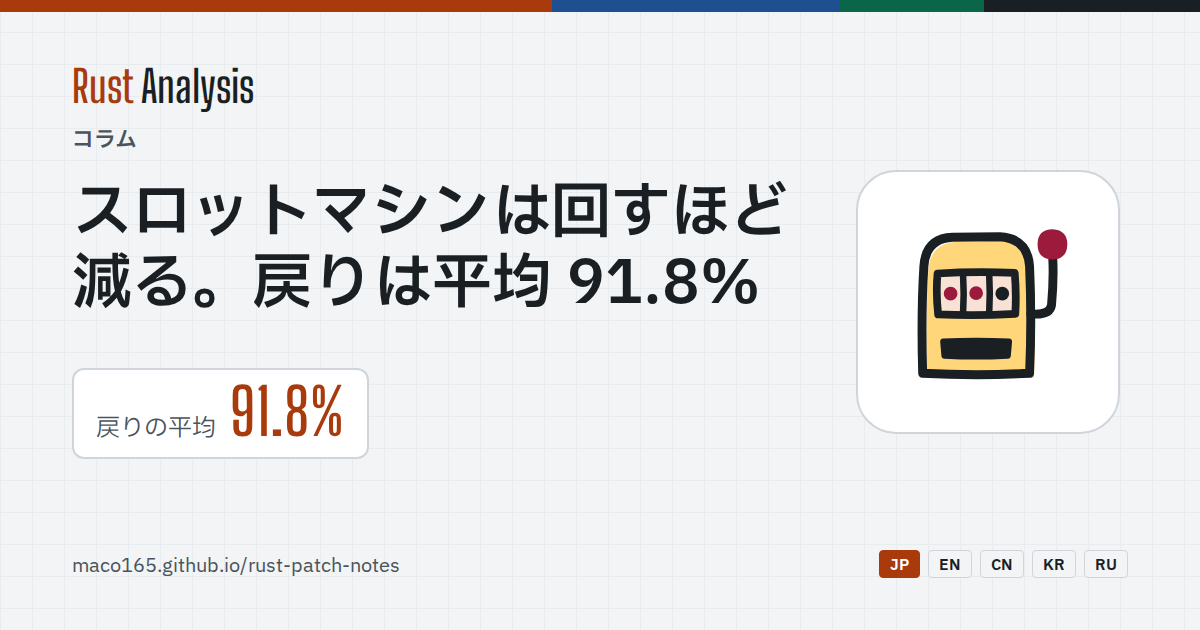 Rust Analysis
コラム
スロットマシンは回すほど
減る。戻りは平均 91.8%
戻りの平均 91.8%
maco165.github.io/rust-patch-notes
JP EN CN KR RU